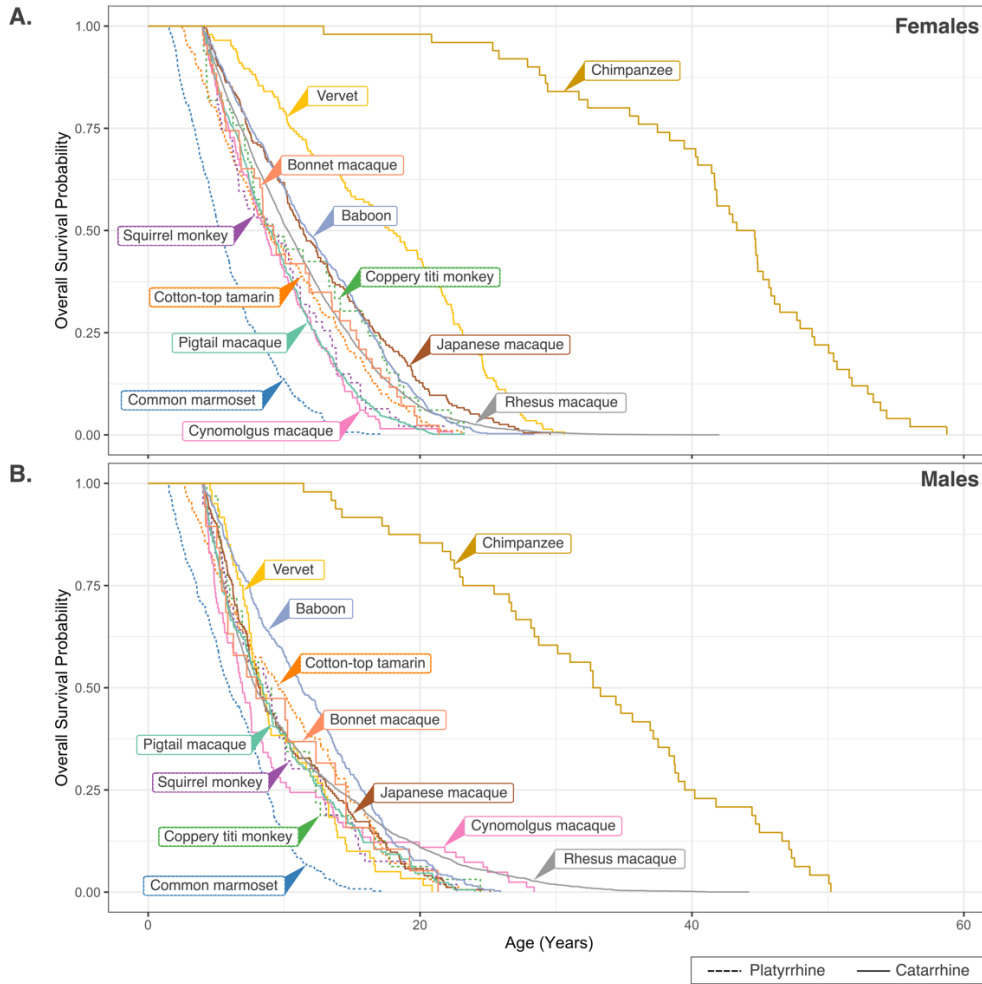 A.
Females
1.00
0.75
0.50
0.25
0.00
Overall Survival Probability
Chimpanzee
Vervet
Bonnet macaque
Baboon
Squirrel monkey
Coppery titi monkey
Cotton-top tamarin
Pigtail macaque
Japanese macaque
Common marmoset
Rhesus macaque
Cynomolgus macaque
B.
Males
1.00
0.75
0.50
0.25
0.00
Overall Survival Probability
Chimpanzee
Vervet
Baboon
Cotton-top tamarin
Bonnet macaque
Pigtail macaque
Squirrel monkey
Japanese macaque
Cynomolgus macaque
Coppery titi monkey
Rhesus macaque
Common marmoset
0 20 40 60
Age (Years)
Platyrrhine Catarrhine